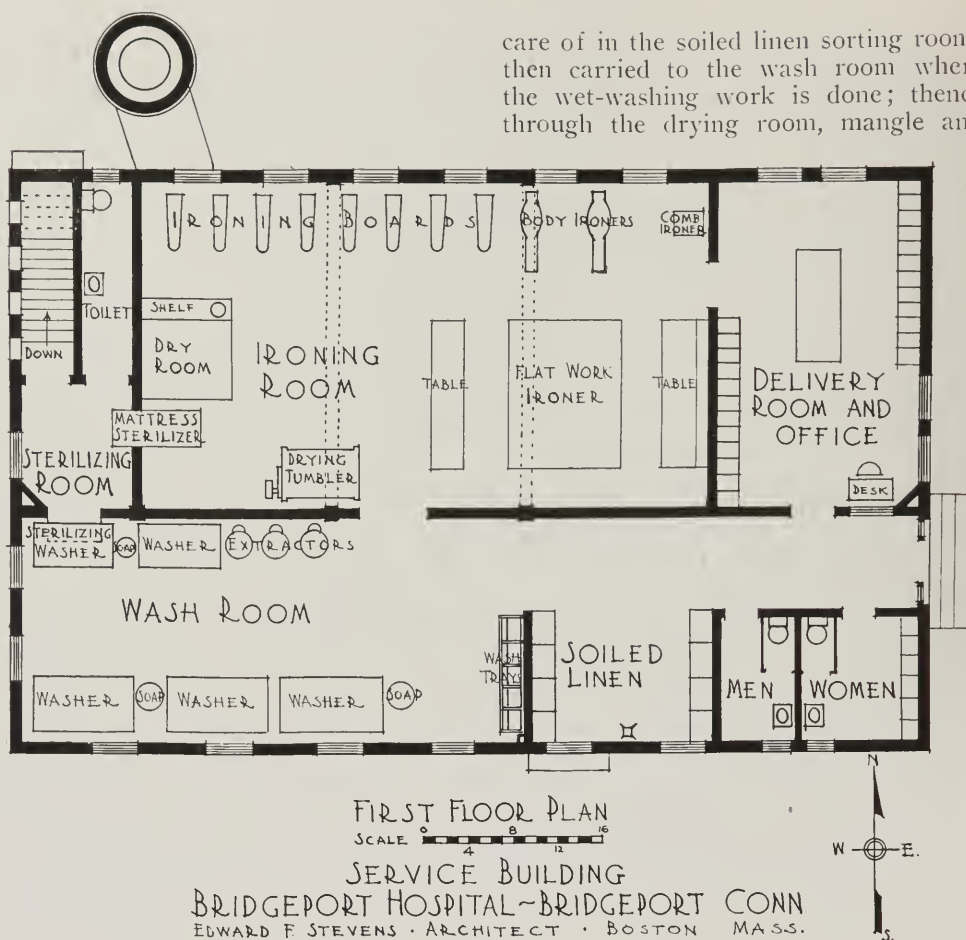 care of in the soiled linen sorting room
then carried to the wash room when
the wet-washing work is done; thenc
through the drying room, mangle an
IRONING BOARDS
BODY IRONERS
COMB
IRONER
TOILET
DOWN
SHELF
DRY
ROOM
IRONING
ROOM
TABLE
FLAT WORK
IRONER
TABLE
DELIVERY
ROOM AND
OFFICE
DESK
MATTRESS
STERILIZER
STERILIZING
ROOM
DRYING
TUMBLER
STERILIZING
WASHER
SOAP
WASHER
EXTRACTORS
WASH ROOM
WASH
TRAYS
SOILED
LINEN
MEN
WOMEN
WASHER
SOAP
WASHER
WASHER
SOAP
FIRST FLOOR PLAN
SCALE 0 4 8 12 16
SERVICE BUILDING
BRIDGEPORT HOSPITAL~BRIDGEPORT CONN
EDWARD F STEVENS · ARCHITECT · BOSTON MASS.
N
W E.
S.